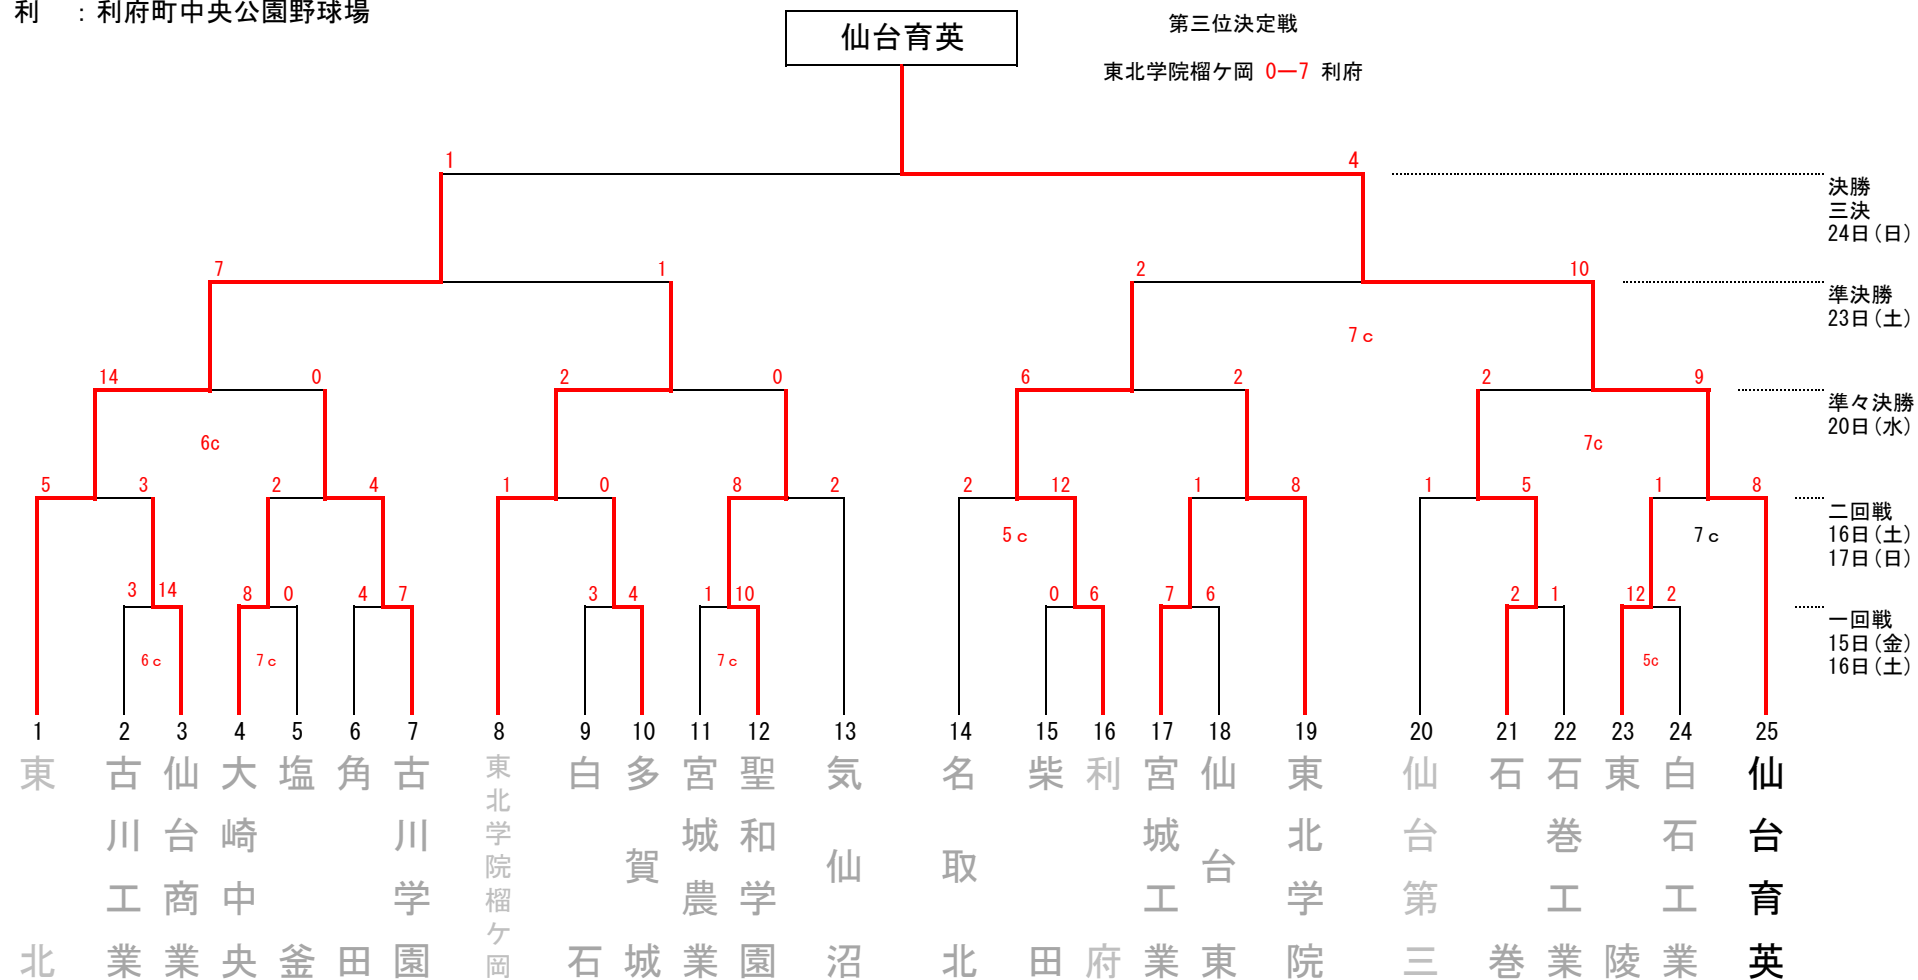 利　：利府町中央公園野球場
仙台育英
第三位決定戦
東北学院榴ケ岡 0ー7 利府
1 4
決勝
三決
24日(日)
7 1 2 10
準決勝
23日(土)
7ｃ
14 0 2 0 6 2 2 9
準々決勝
20日(水)
6c 7c
5 3 2 4 1 0 8 2 2 12 1 8 1 5 1 8
二回戦
16日(土)
17日(日)
5ｃ 7ｃ
3 14 8 0 4 7 3 4 1 10 0 6 7 6 2 1 12 2
一回戦
15日(金)
16日(土)
6ｃ 7ｃ 7ｃ 5c
1 2 3 4 5 6 7 8 9 10 11 12 13 14 15 16 17 18 19 20 21 22 23 24 25
東北
古川工業
仙台商業
大崎中央
塩釜
角田
古川学園
東北学院榴ケ岡
白石
多賀城
宮城農業
聖和学園
気仙沼
名取北
柴田
利府
宮城工業
仙台東
東北学院
仙台第三
石巻
石巻工業
東陵
白石工業
仙台育英